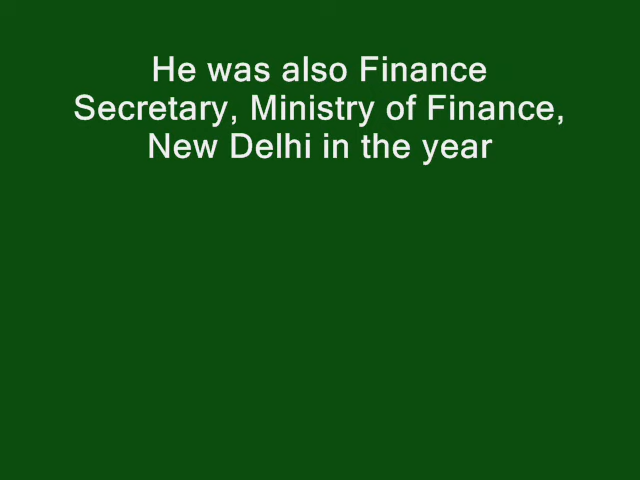 He was also Finance
Secretary, Ministry of Finance,
New Delhi in the year